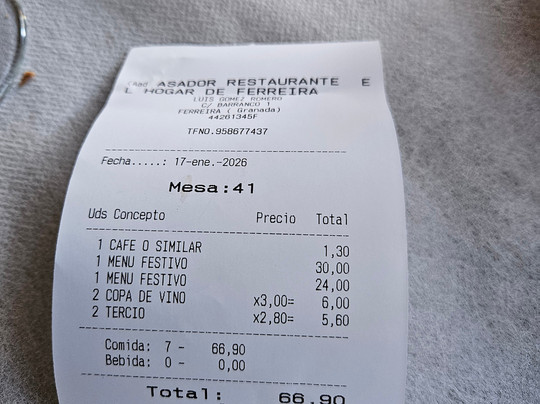 ASADOR RESTAURANTE E
L HOGAR DE FERREIRA
LUIS GOMEZ ROMERO
C/ BARRANCO 1
FERREIRA ( Granada)
44261345F
TFNO.958677437
Fecha.....: 17-ene.-2026
Mesa:41
Uds Concepto Precio Total
1 CAFE O SIMILAR 1,30
1 MENU FESTIVO 30,00
1 MENU FESTIVO 24,00
2 COPA DE VINO x3,00= 6,00
2 TERCIO x2,80= 5,60
Comida: 7 - 66,90
Bebida: 0 - 0,00
Total: 66,90